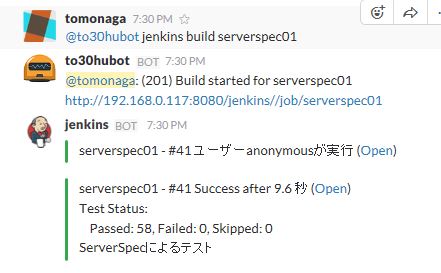 tomonaga 7:30 PM ☆
@to30hubot jenkins build serverspec01
to30hubot BOT 7:30 PM
@tomonaga: (201) Build started for serverspec01
http://192.168.0.117:8080/jenkins//job/serverspec01
jenkins BOT 7:30 PM
serverspec01 - #41ユーザーanonymousが実行 (Open)
serverspec01 - #41 Success after 9.6 秒 (Open)
Test Status:
Passed: 58, Failed: 0, Skipped: 0
ServerSpecによるテスト